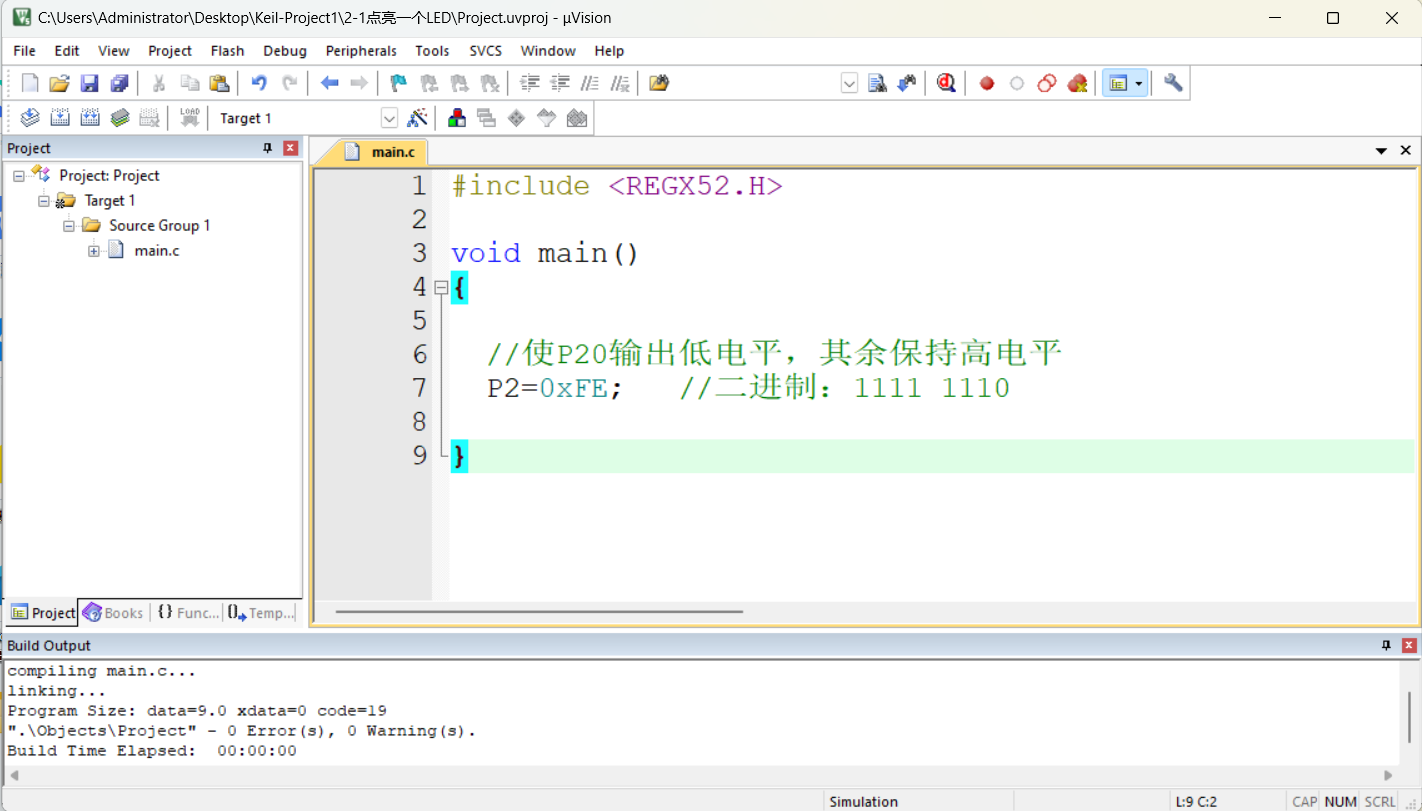 C:\Users\Administrator\Desktop\Keil-Project1\2-1点亮一个LED\Project.uvproj - µVision
File Edit View Project Flash Debug Peripherals Tools SVCS Window Help
LOAD
Target 1
Project
Project: Project
Target 1
Source Group 1
main.c
main.c
1 #include <REGX52.H>
2
3 void main()
4 {
5
6 //使P20输出低电平，其余保持高电平
7 P2=0xFE; //二进制：1111 1110
8
9 }
Project Books {} Func... Temp...
Build Output
compiling main.c...
linking...
Program Size: data=9.0 xdata=0 code=19
".\Objects\Project" - 0 Error(s), 0 Warning(s).
Build Time Elapsed:  00:00:00
Simulation L:9 C:2 CAP NUM SCRL